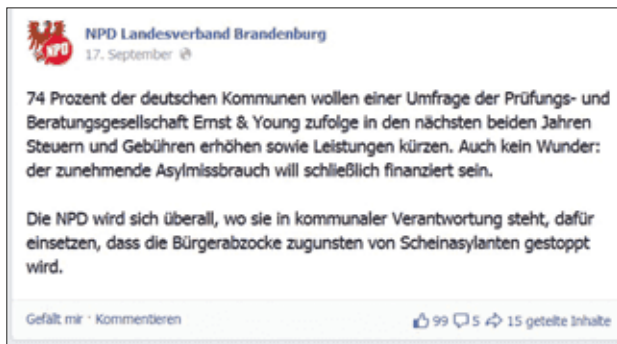 NPD
NPD Landesverband Brandenburg
17. September
74 Prozent der deutschen Kommunen wollen einer Umfrage der Prüfungs- und
Beratungsgesellschaft Ernst & Young zufolge in den nächsten beiden Jahren
Steuern und Gebühren erhöhen sowie Leistungen kürzen. Auch kein Wunder:
der zunehmende Asylmissbrauch will schließlich finanziert sein.
Die NPD wird sich überall, wo sie in kommunaler Verantwortung steht, dafür
einsetzen, dass die Bürgerabzocke zugunsten von Scheinasylanten gestoppt
wird.
Gefällt mir · Kommentieren 99 5 15 geteilte Inhalte